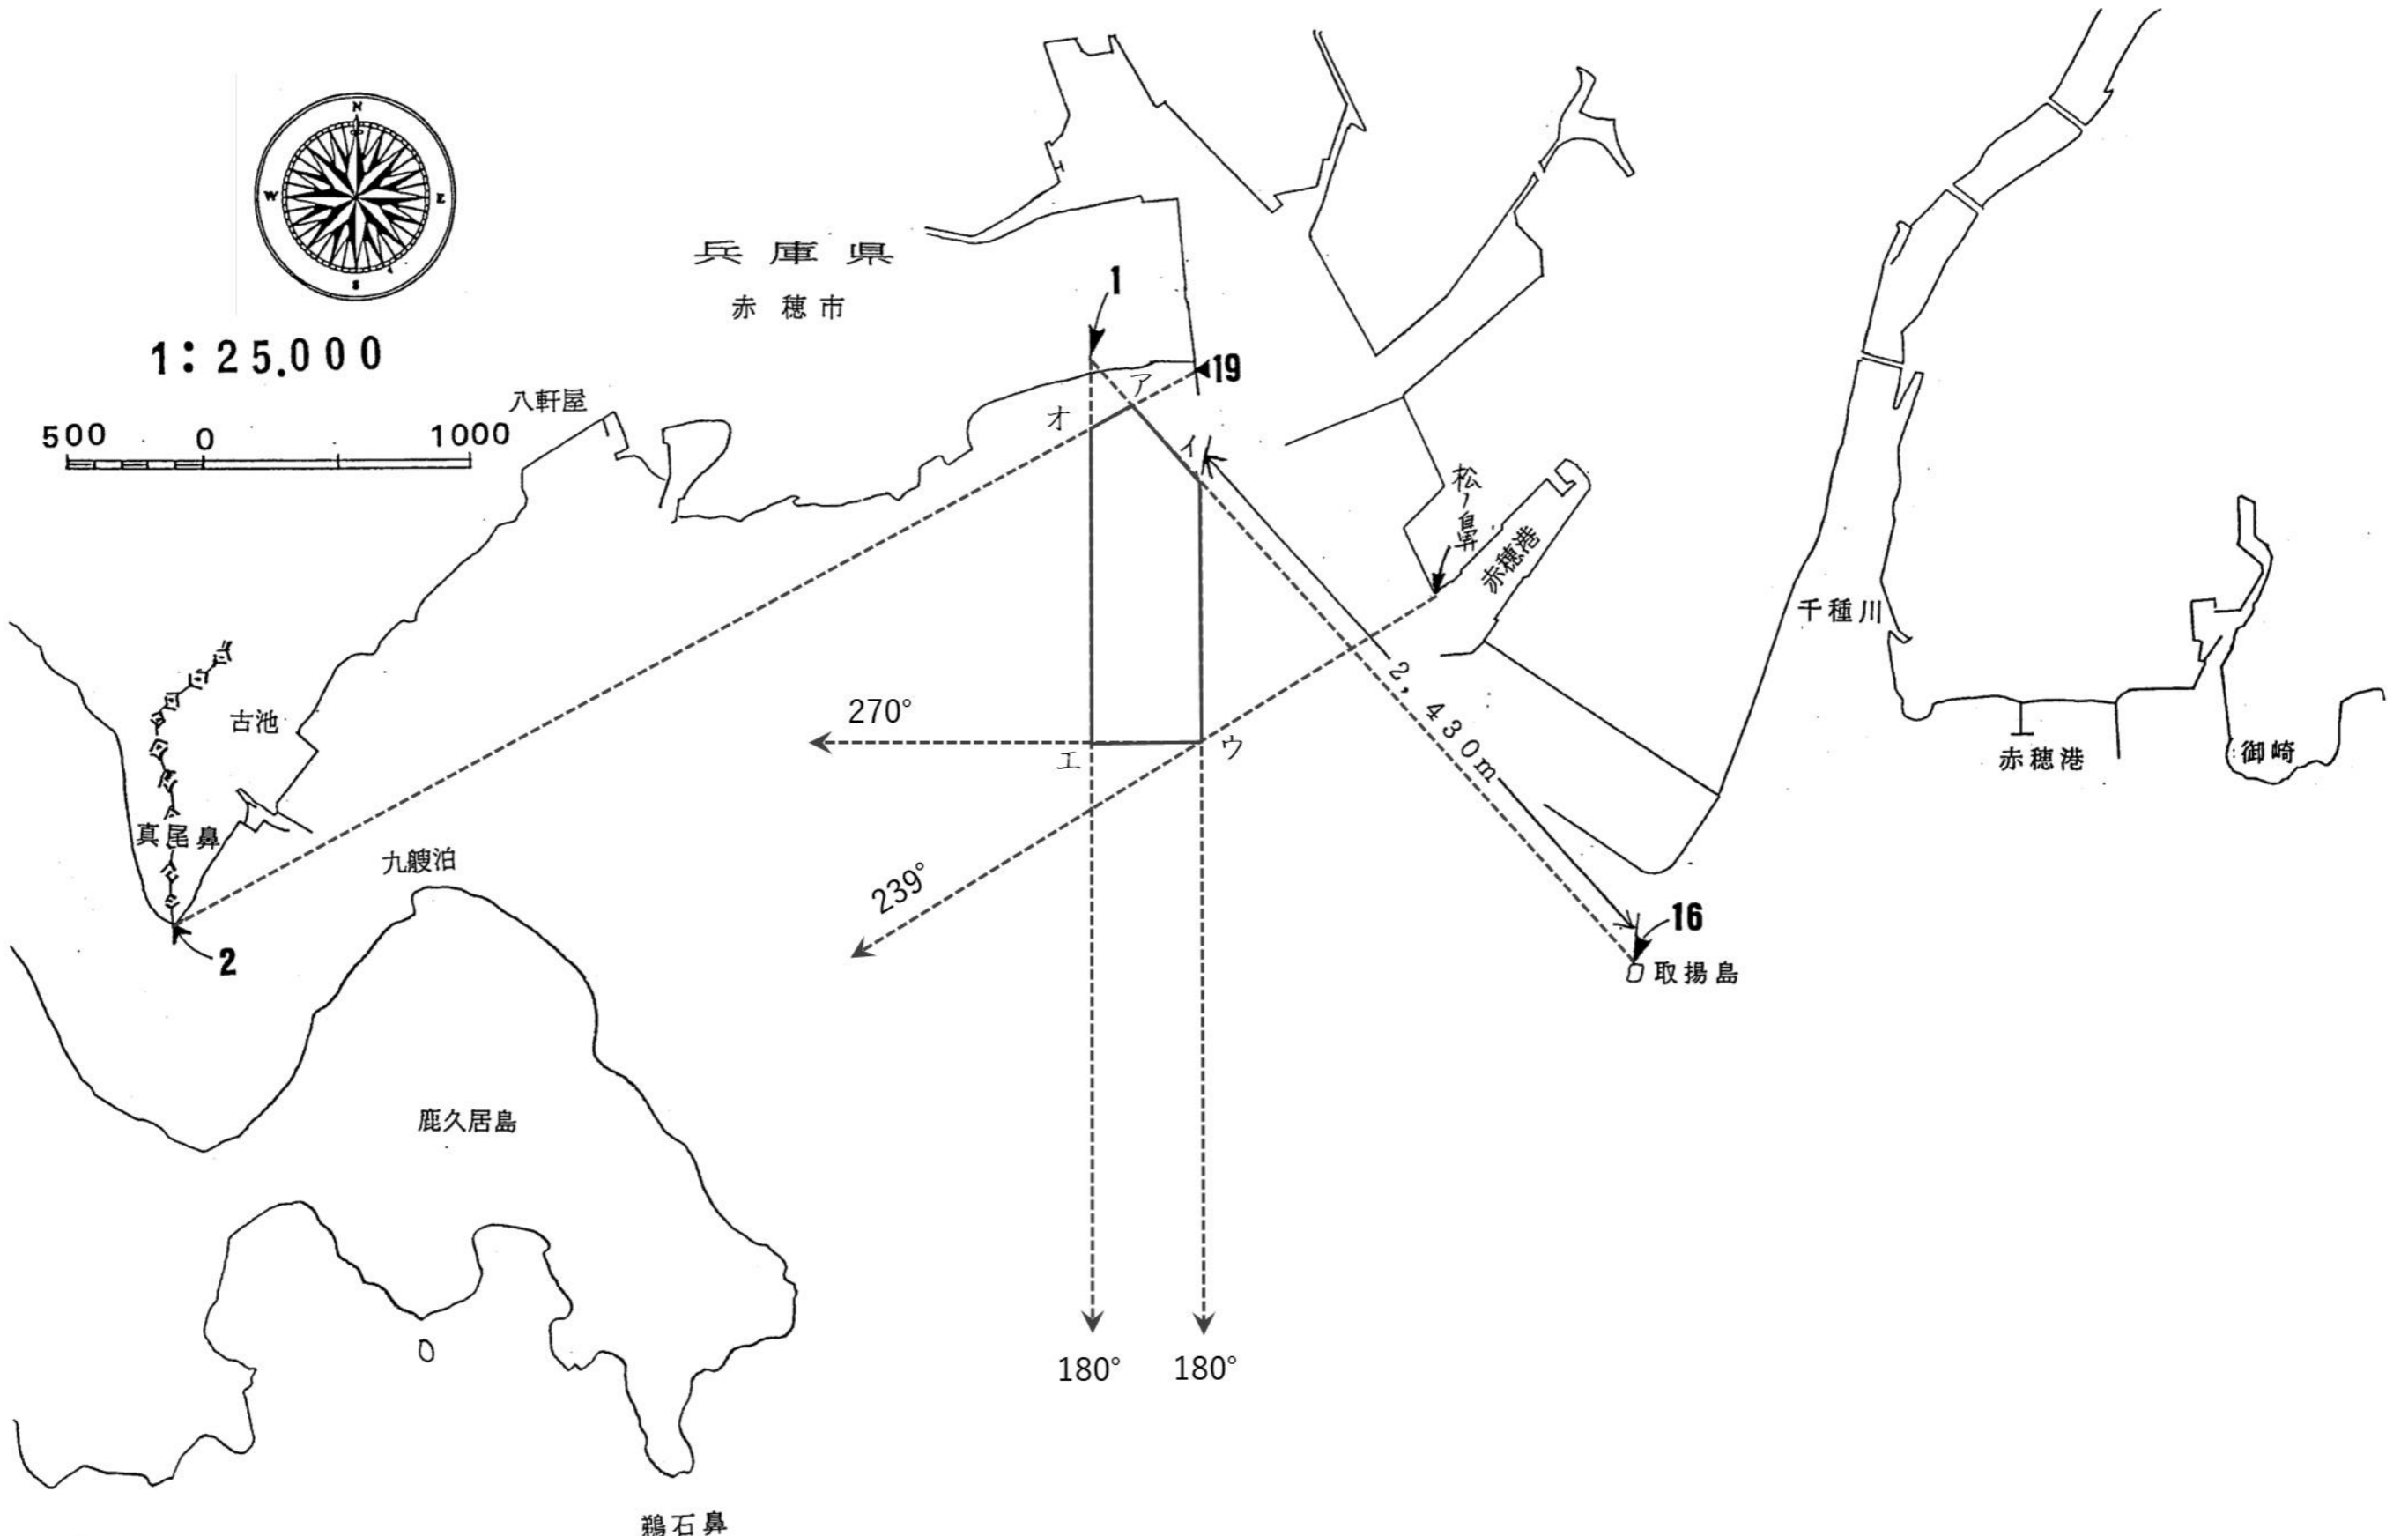 N
W
E
S
兵庫県
赤穂市
1
1:25.000
19
八軒屋
500 0 1000
ア
オ
イ
松ノ鼻
赤穂港
千種川
270°
古池
エ
ウ
2,430m
赤穂港
御崎
真尾鼻
九艘泊
239°
16
2
取揚島
鹿久居島
180°
180°
鵜石鼻